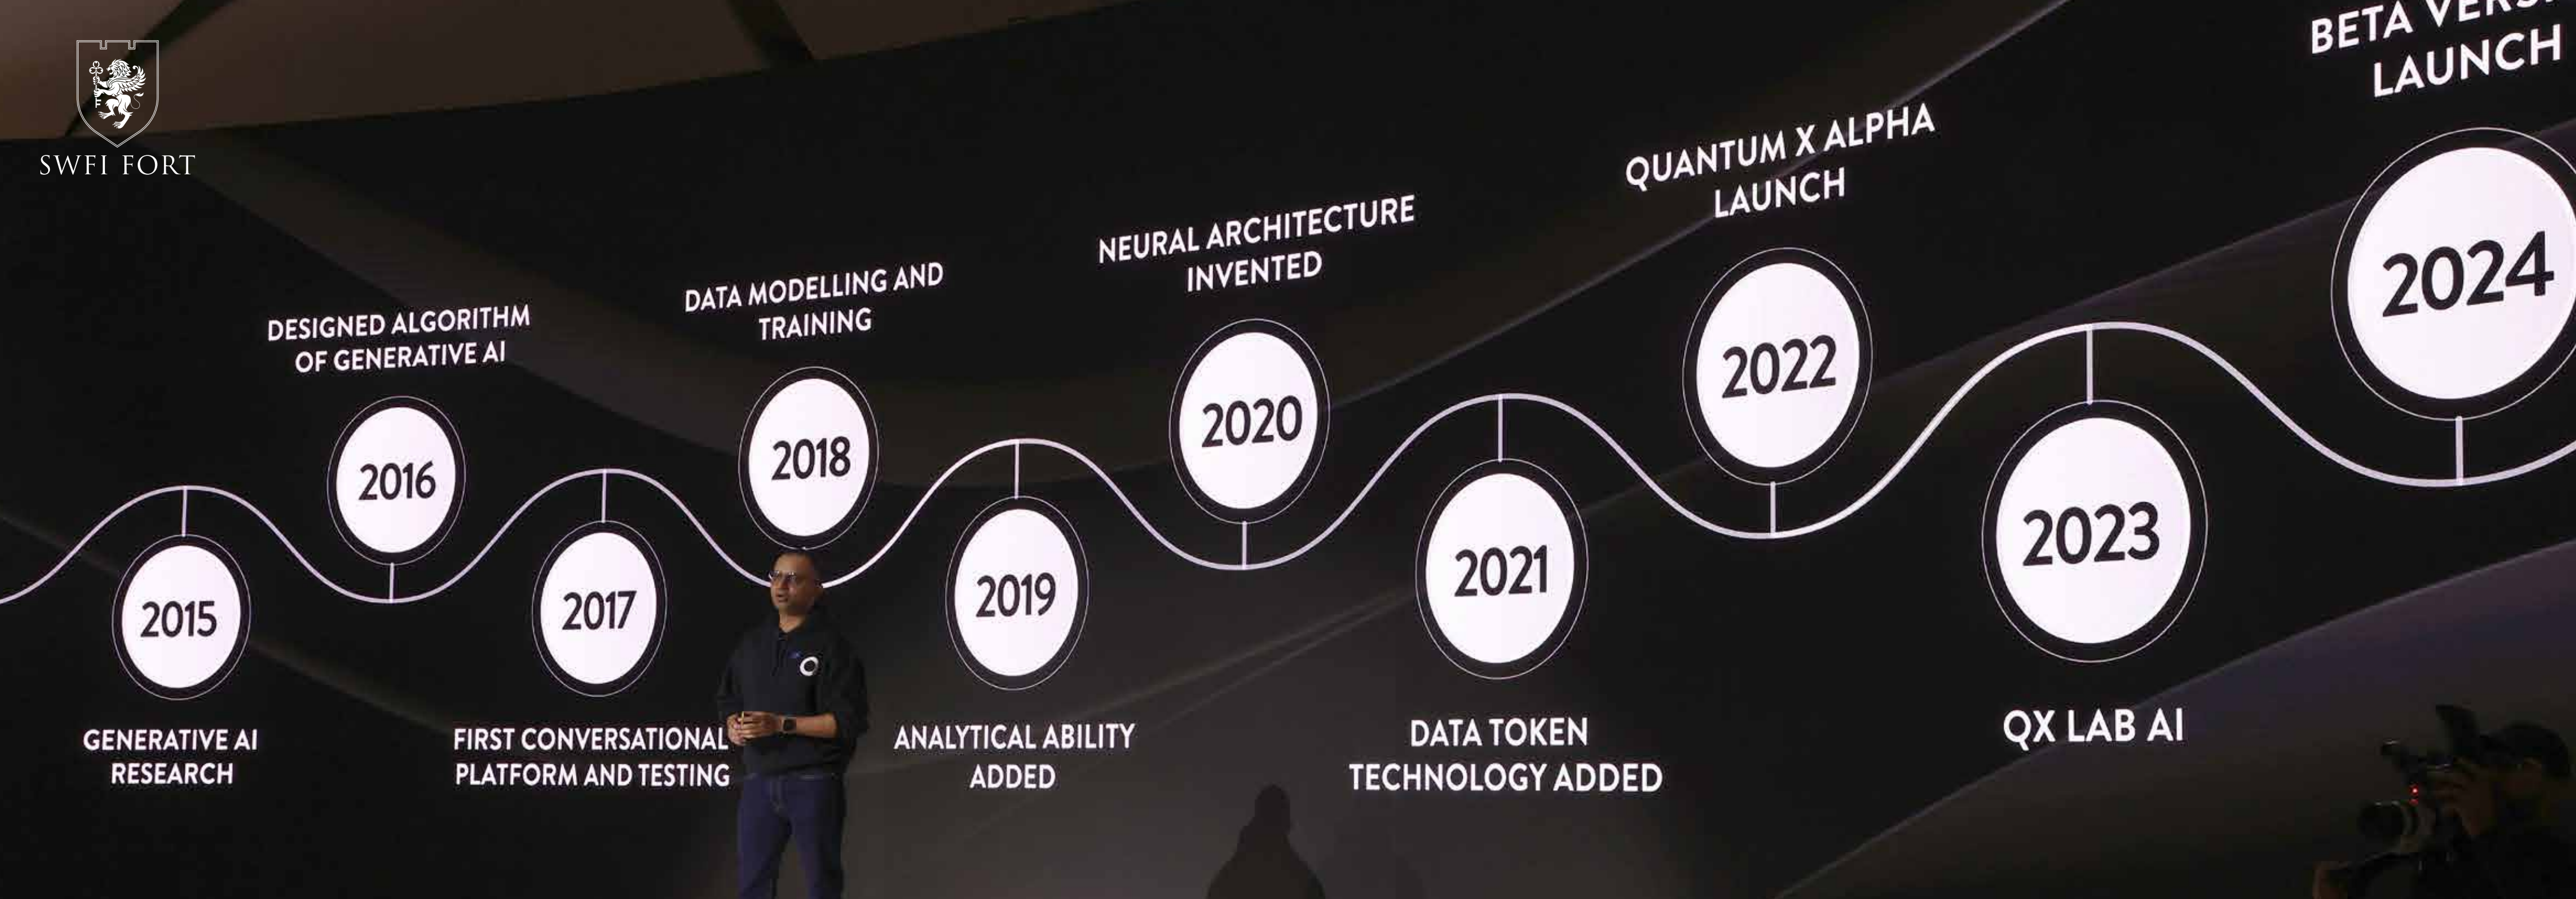 SWFI FORT
2015
GENERATIVE AI
RESEARCH
DESIGNED ALGORITHM
OF GENERATIVE AI
2016
2017
FIRST CONVERSATIONAL
PLATFORM AND TESTING
DATA MODELLING AND
TRAINING
2018
2019
ANALYTICAL ABILITY
ADDED
NEURAL ARCHITECTURE
INVENTED
2020
2021
DATA TOKEN
TECHNOLOGY ADDED
QUANTUM X ALPHA
LAUNCH
2022
2023
QX LAB AI
BETA
LAUNCH
2024